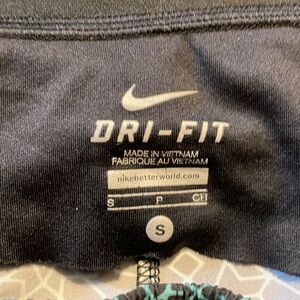 DRI-FIT
MADE IN VIETNAM
FABRIQUE AU VIETNAM
nikebetterworld.com
S P CH
S